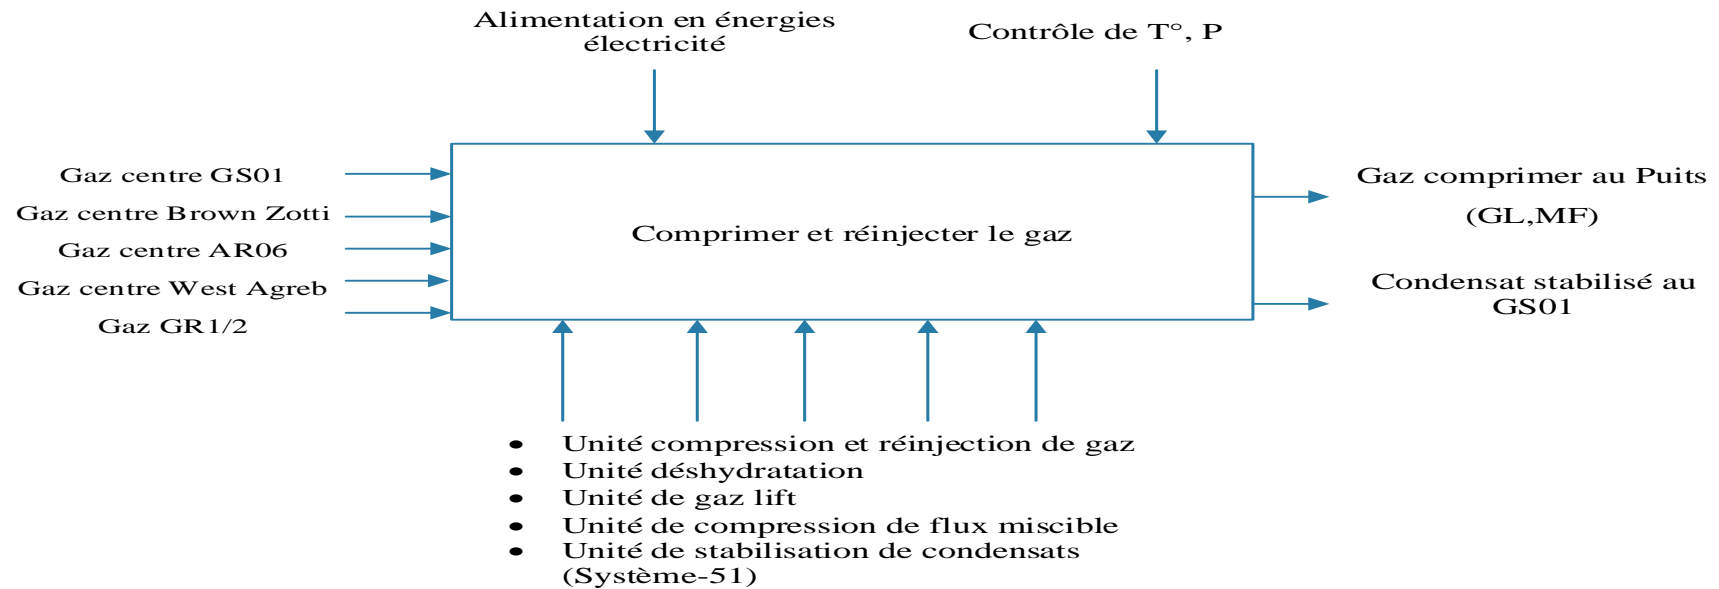 Alimentation en énergies
électricité
Contrôle de T°, P
Gaz centre GS01
Gaz centre Brown Zotti
Gaz centre AR06
Gaz centre West Agreb
Gaz GR1/2
Comprimer et réinjecter le gaz
Gaz comprimer au Puits
(GL,MF)
Condensat stabilisé au
GS01
• Unité compression et réinjection de gaz
• Unité déshydratation
• Unité de gaz lift
• Unité de compression de flux miscible
• Unité de stabilisation de condensats
(Système-51)